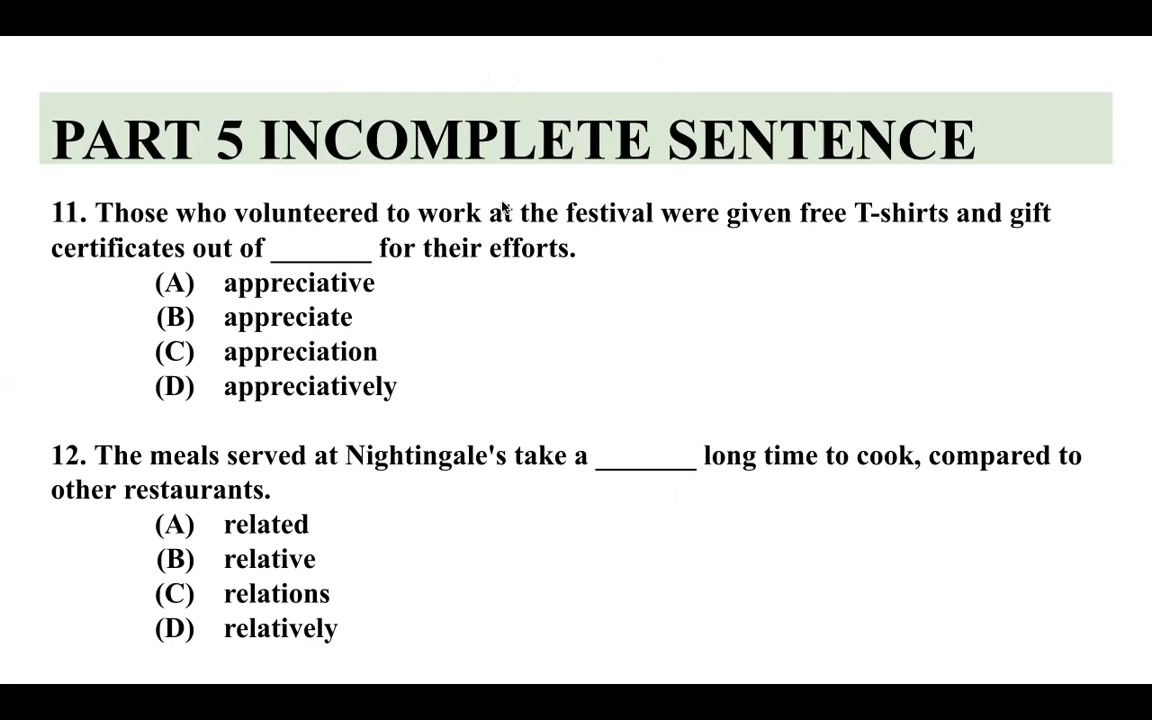 PART 5 INCOMPLETE SENTENCE
11. Those who volunteered to work at the festival were given free T-shirts and gift
certificates out of _______ for their efforts.
(A) appreciative
(B) appreciate
(C) appreciation
(D) appreciatively
12. The meals served at Nightingale's take a _______ long time to cook, compared to
other restaurants.
(A) related
(B) relative
(C) relations
(D) relatively